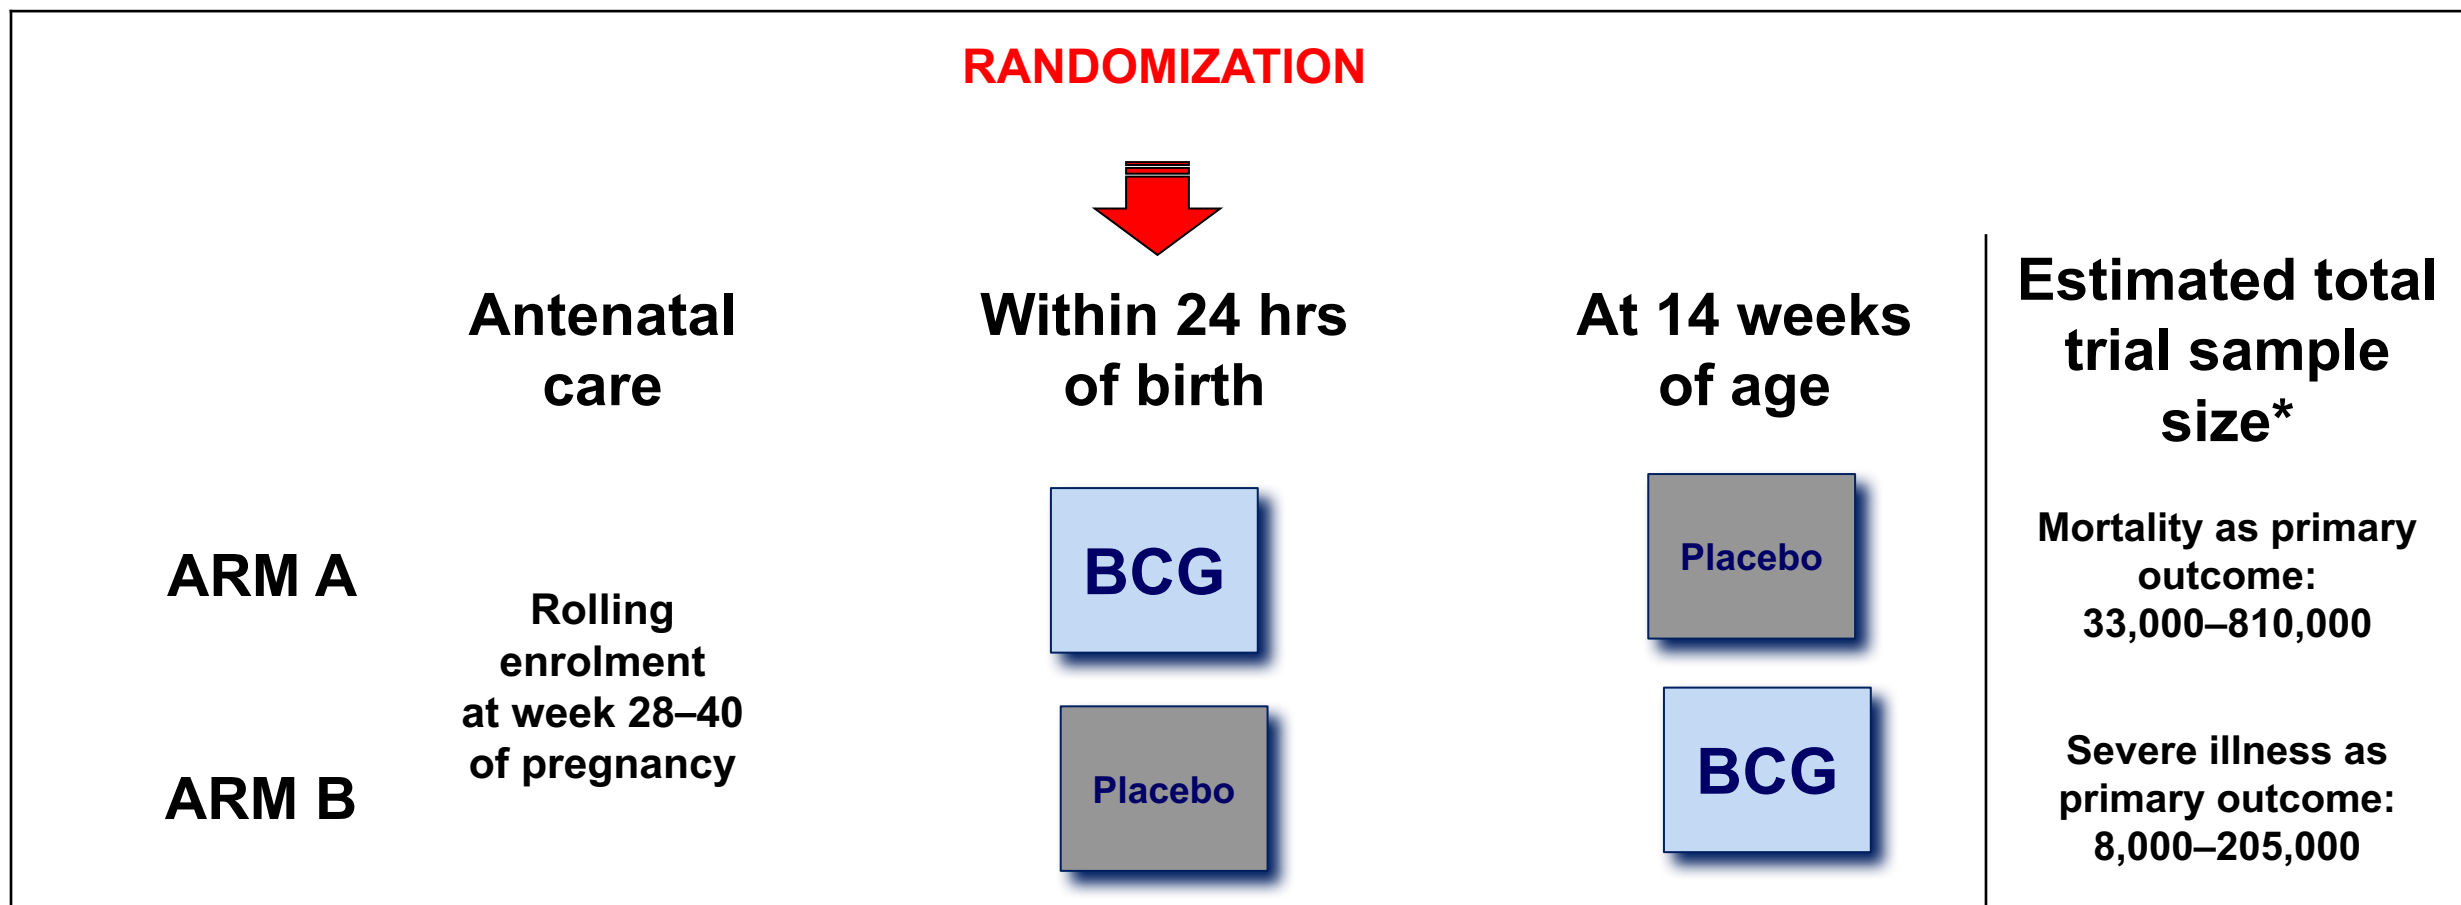 RANDOMIZATION
Antenatal
care
Within 24 hrs
of birth
At 14 weeks
of age
Estimated total
trial sample
size*
ARM A
ARM B
Rolling
enrolment
at week 28–40
of pregnancy
BCG
Placebo
Placebo
BCG
Mortality as primary
outcome:
33,000–810,000
Severe illness as
primary outcome:
8,000–205,000